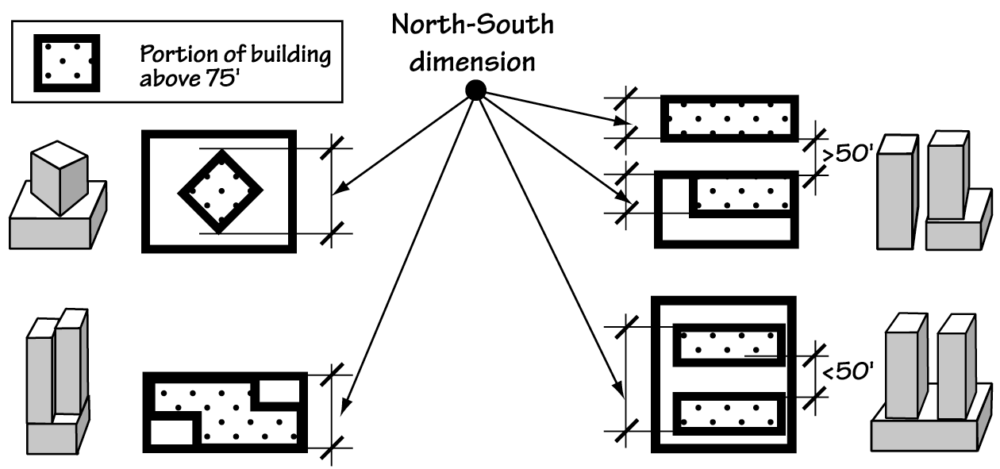 North-South
dimension
Portion of building
above 75'
>50'
<50'